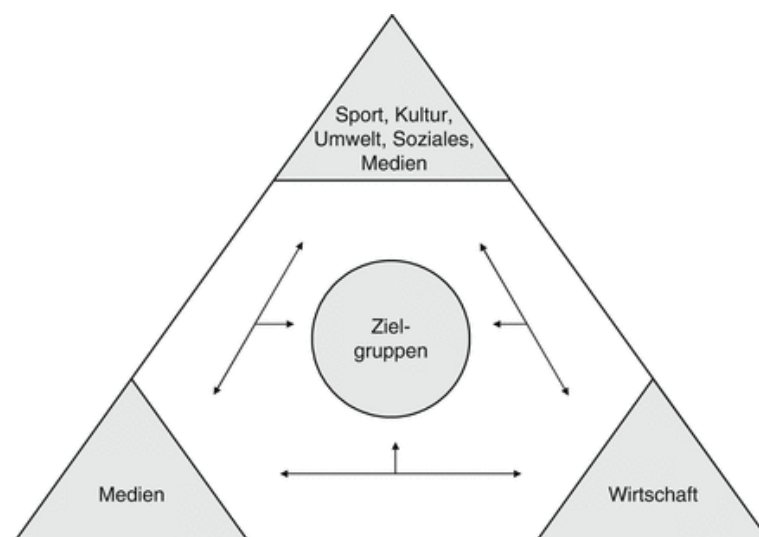 Sport, Kultur,
Umwelt, Soziales,
Medien
Ziel-
gruppen
Medien
Wirtschaft